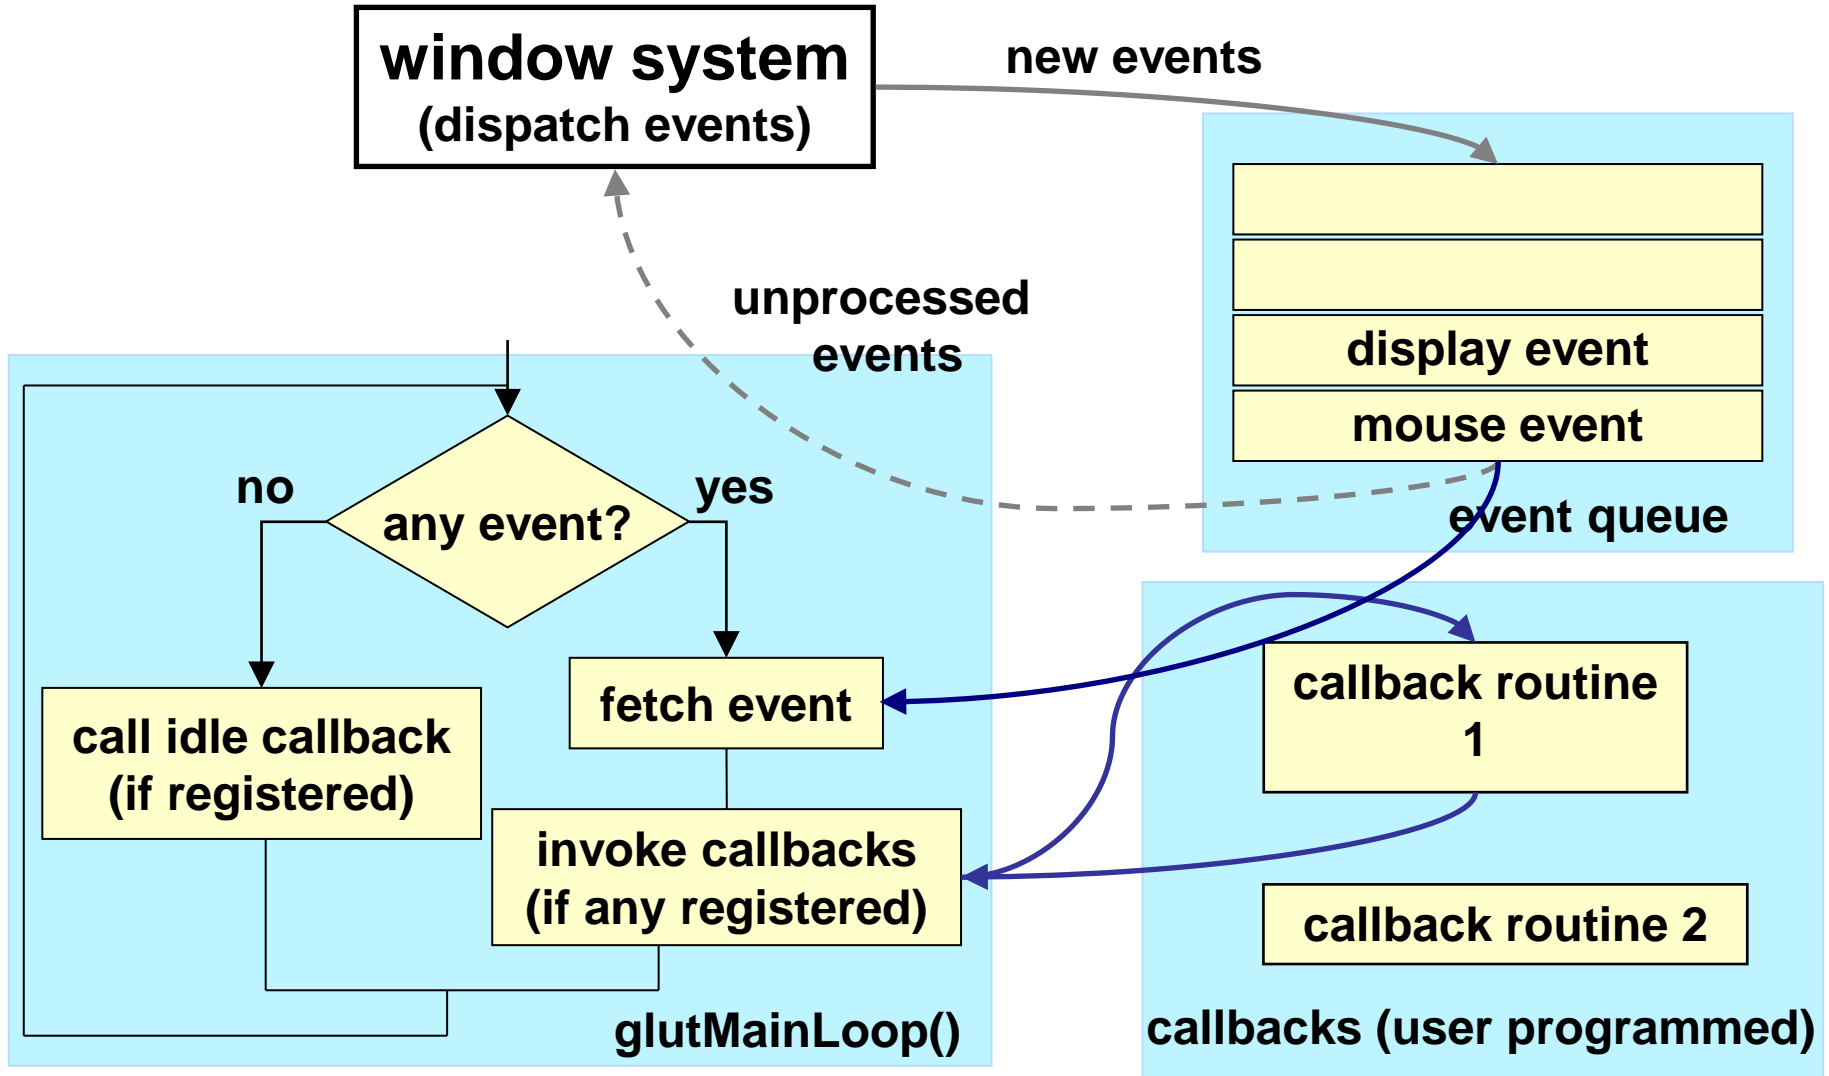 window system
(dispatch events)
new events
unprocessed
events
display event
mouse event
event queue
no
yes
any event?
fetch event
call idle callback
(if registered)
invoke callbacks
(if any registered)
glutMainLoop()
callback routine
1
callback routine 2
callbacks (user programmed)